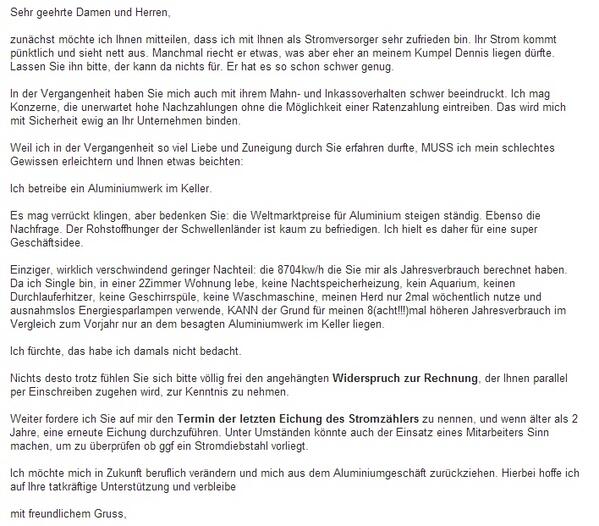 Sehr geehrte Damen und Herren,
zunächst möchte ich Ihnen mitteilen, dass ich mit Ihnen als Stromversorger sehr zufrieden bin. Ihr Strom kommt
pünktlich und sieht nett aus. Manchmal riecht er etwas, was aber eher an meinem Kumpel Dennis liegen dürfte.
Lassen Sie ihn bitte, der kann da nichts für. Er hat es so schon schwer genug.
In der Vergangenheit haben Sie mich auch mit ihrem Mahn- und Inkassoverhalten schwer beeindruckt. Ich mag
Konzerne, die unerwartet hohe Nachzahlungen ohne die Möglichkeit einer Ratenzahlung eintreiben. Das wird mich
mit Sicherheit ewig an Ihr Unternehmen binden.
Weil ich in der Vergangenheit so viel Liebe und Zuneigung durch Sie erfahren durfte, MUSS ich mein schlechtes
Gewissen erleichtern und Ihnen etwas beichten:
Ich betreibe ein Aluminiumwerk im Keller.
Es mag verrückt klingen, aber bedenken Sie: die Weltmarktpreise für Aluminium steigen ständig. Ebenso die
Nachfrage. Der Rohstoffhunger der Schwellenländer ist kaum zu befriedigen. Ich hielt es daher für eine super
Geschäftsidee.
Einziger, wirklich verschwindend geringer Nachteil: die 8704kw/h die Sie mir als Jahresverbrauch berechnet haben.
Da ich Single bin, in einer 2Zimmer Wohnung lebe, keine Nachtspeicherheizung, kein Aquarium, keinen
Durchlauferhitzer, keine Geschirrspüle, keine Waschmaschine, meinen Herd nur 2mal wöchentlich nutze und
ausnahmslos Energiesparlampen verwende, KANN der Grund für meinen 8(acht!!!)mal höheren Jahresverbrauch im
Vergleich zum Vorjahr nur an dem besagten Aluminiumwerk im Keller liegen.
Ich fürchte, das habe ich damals nicht bedacht.
Nichts desto trotz fühlen Sie sich bitte völlig frei den angehängten Widerspruch zur Rechnung, der Ihnen parallel
per Einschreiben zugehen wird, zur Kenntnis zu nehmen.
Weiter fordere ich Sie auf mir den Termin der letzten Eichung des Stromzählers zu nennen, und wenn älter als 2
Jahre, eine erneute Eichung durchzuführen. Unter Umständen könnte auch der Einsatz eines Mitarbeiters Sinn
machen, um zu überprüfen ob ggf ein Stromdiebstahl vorliegt.
Ich möchte mich in Zukunft beruflich verändern und mich aus dem Aluminiumgeschäft zurückziehen. Hierbei hoffe ich
auf Ihre tatkräftige Unterstützung und verbleibe
mit freundlichem Gruss,